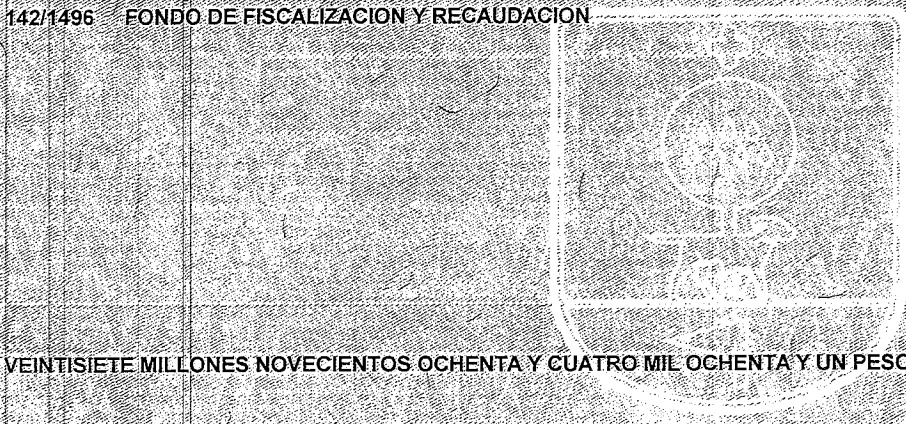 142/1496 FONDO DE FISCALIZACION Y RECAUDACION
VEINTISIETE MILLONES NOVECIENTOS OCHENTA Y CUATRO MIL OCHENTA Y UN PESO